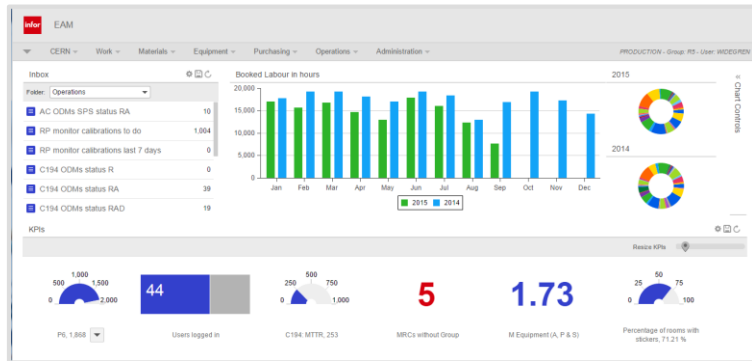 infor EAM
CERN Work Materials Equipment Purchasing Operations Administration PRODUCTION - Group: R5 - User: WIDEGREN
Inbox
Folder: Operations
AC ODMs SPS status RA 10
RP monitor calibrations to do 1,004
RP monitor calibrations last 7 days 0
C194 ODMs status R 0
C194 ODMs status RA 39
C194 ODMs status RAD 19
Booked Labour in hours
20,000
15,000
10,000
5,000
0
Jan Feb Mar Apr May Jun Jul Aug Sep Oct Nov Dec
2015 2014
2015
2014
« Chart Controls
KPIs
Resize KPIs
0 500 1,000 1,500 2,000
P6, 1,868
44
Users logged in
0 250 500 750 1,000
C194: MTTR, 253
5
MRCs without Group
1.73
M Equipment (A, P & S)
0 25 50 75 100
Percentage of rooms with
stickers, 71.21 %